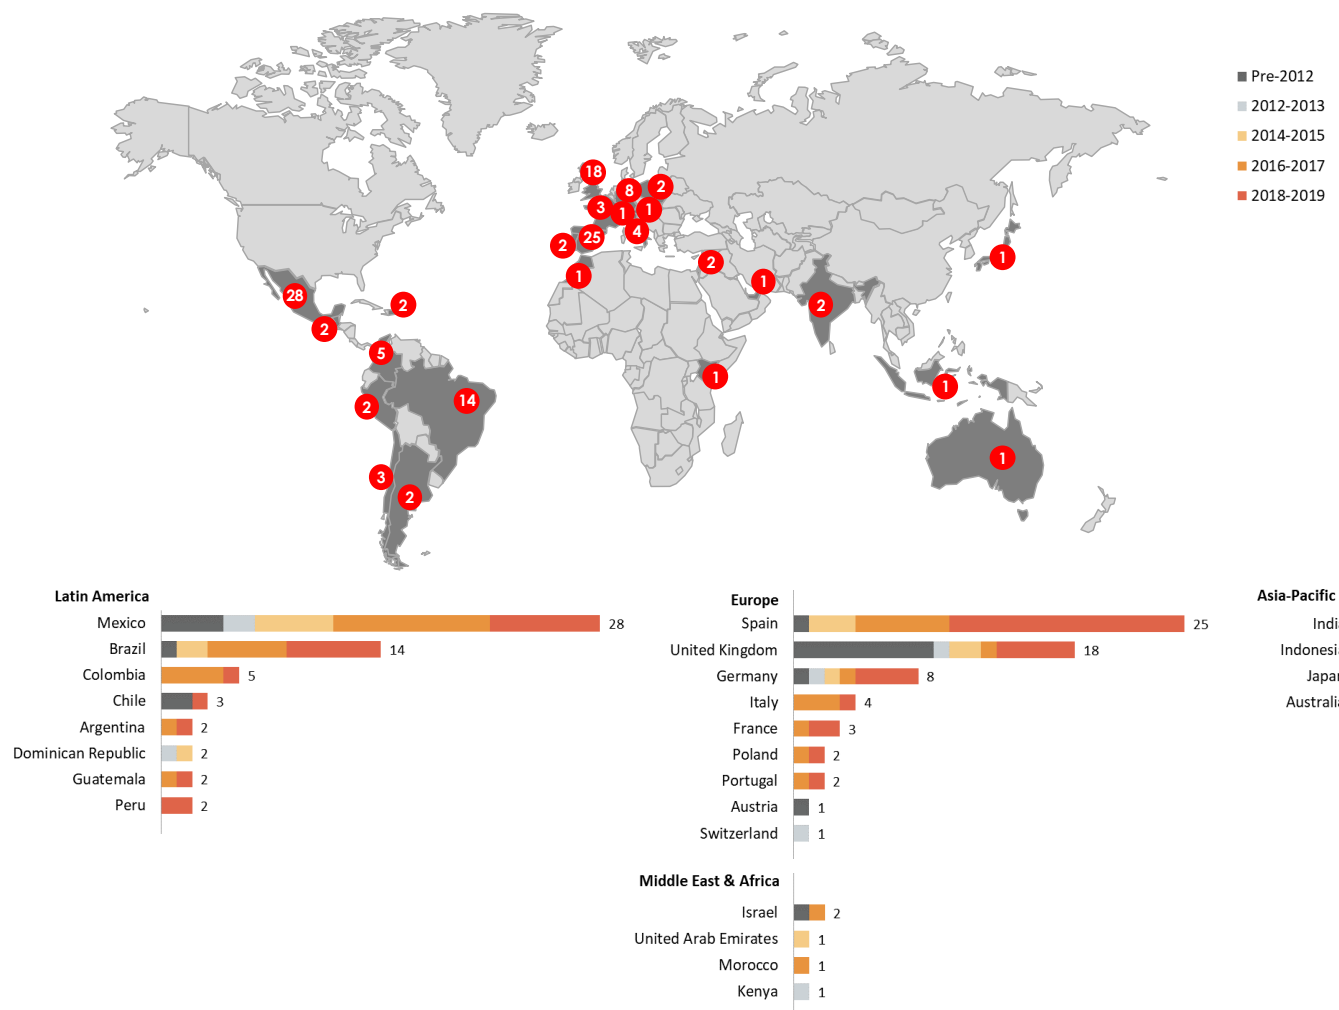 Pre-2012
2012-2013
2014-2015
2016-2017
2018-2019
18
8
2
3
1
1
4
25
2
1
2
1
2
1
28
2
2
5
2
14
3
2
1
1
1
Latin America
Mexico 28
Brazil 14
Colombia 5
Chile 3
Argentina 2
Dominican Republic 2
Guatemala 2
Peru 2
Europe
Spain 25
United Kingdom 18
Germany 8
Italy 4
France 3
Poland 2
Portugal 2
Austria 1
Switzerland 1
Middle East & Africa
Israel 2
United Arab Emirates 1
Morocco 1
Kenya 1
Asia-Pacific